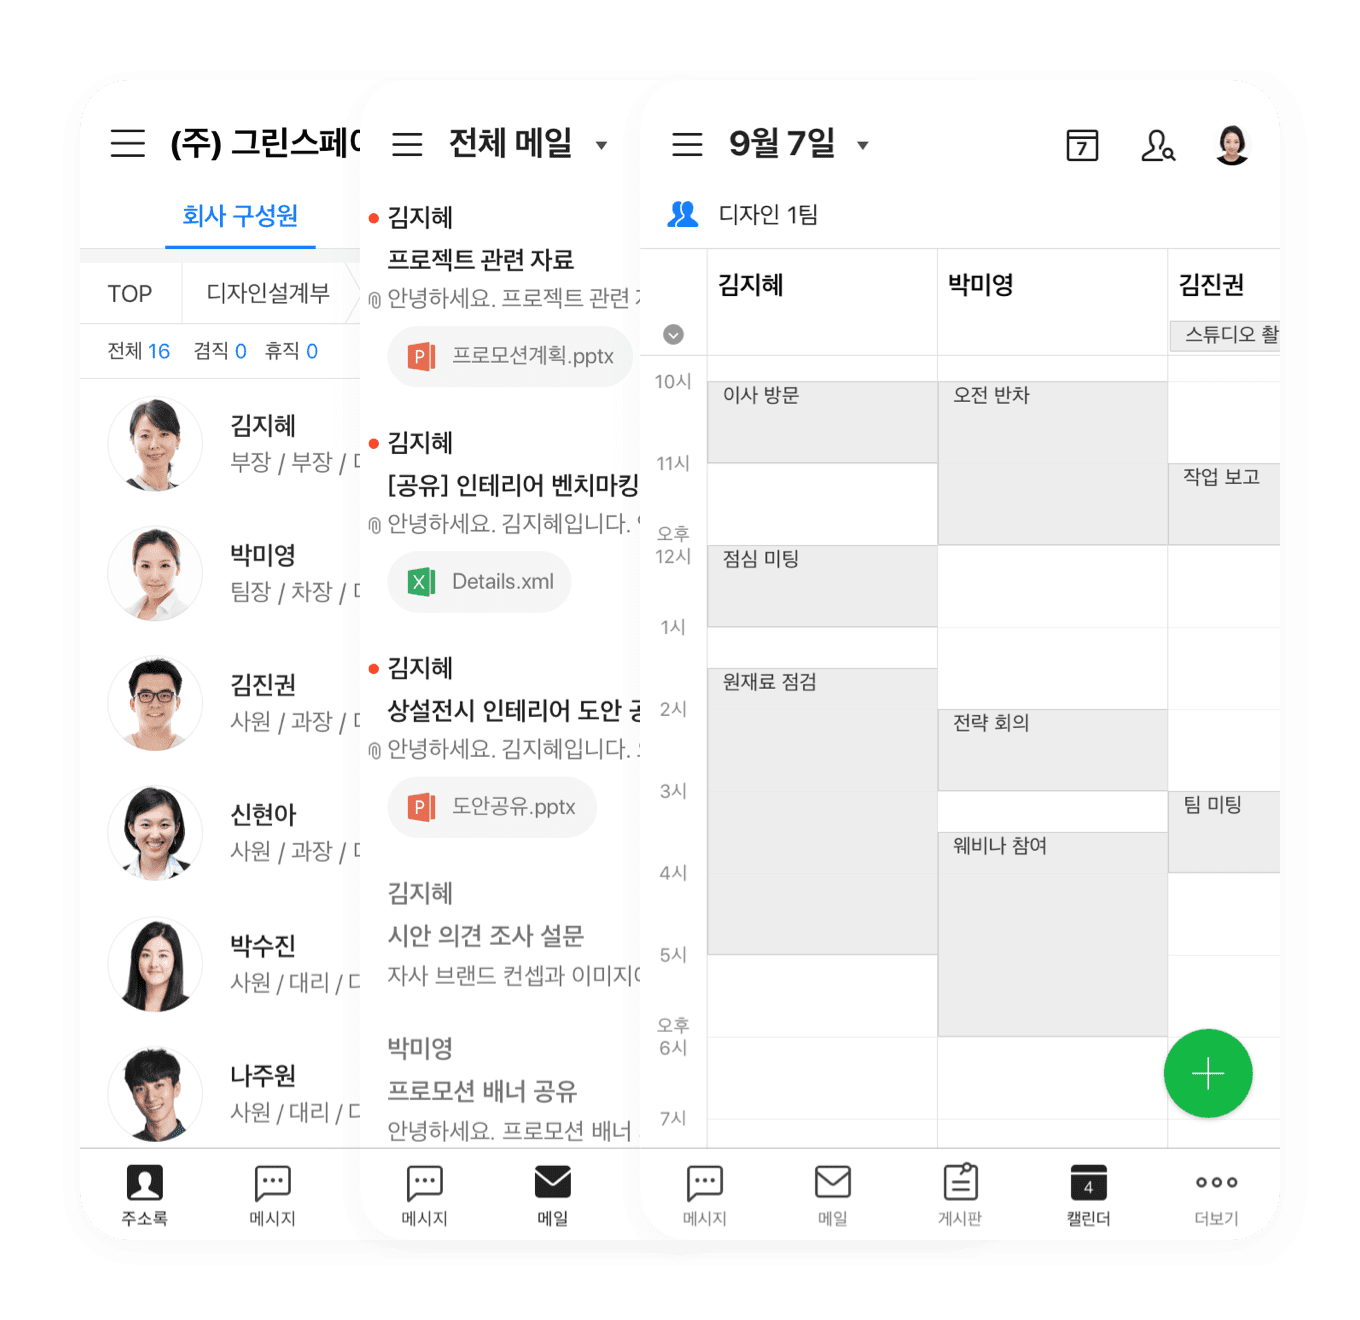 (주) 그린스페이
회사 구성원
TOP
디자인설계부
전체 16 겸직 0 휴직 0
김지혜
부장 / 부장 /
박미영
팀장 / 차장 /
김진권
사원 / 과장 /
신현아
사원 / 과장 /
박수진
사원 / 대리 /
나주원
사원 / 대리 /
주소록
메시지
전체 메일
김지혜
프로젝트 관련 자료
안녕하세요. 프로젝트 관련
P 프로모션계획.pptx
김지혜
[공유] 인테리어 벤치마킹
안녕하세요. 김지혜입니다.
X Details.xml
김지혜
상설전시 인테리어 도안
안녕하세요. 김지혜입니다.
P 도안공유.pptx
김지혜
시안 의견 조사 설문
자사 브랜드 컨셉과 이미지
박미영
프로모션 배너 공유
안녕하세요. 프로모션 배너
메시지
메일
9월 7일
7
디자인 1팀
김지혜
박미영
김진권
스튜디오 촬
10시
이사 방문
오전 반차
11시
작업 보고
오후
12시
점심 미팅
1시
원재료 점검
2시
전략 회의
3시
팀 미팅
웨비나 참여
4시
5시
오후
6시
7시
메시지
메일
게시판
4
캘린더
더보기